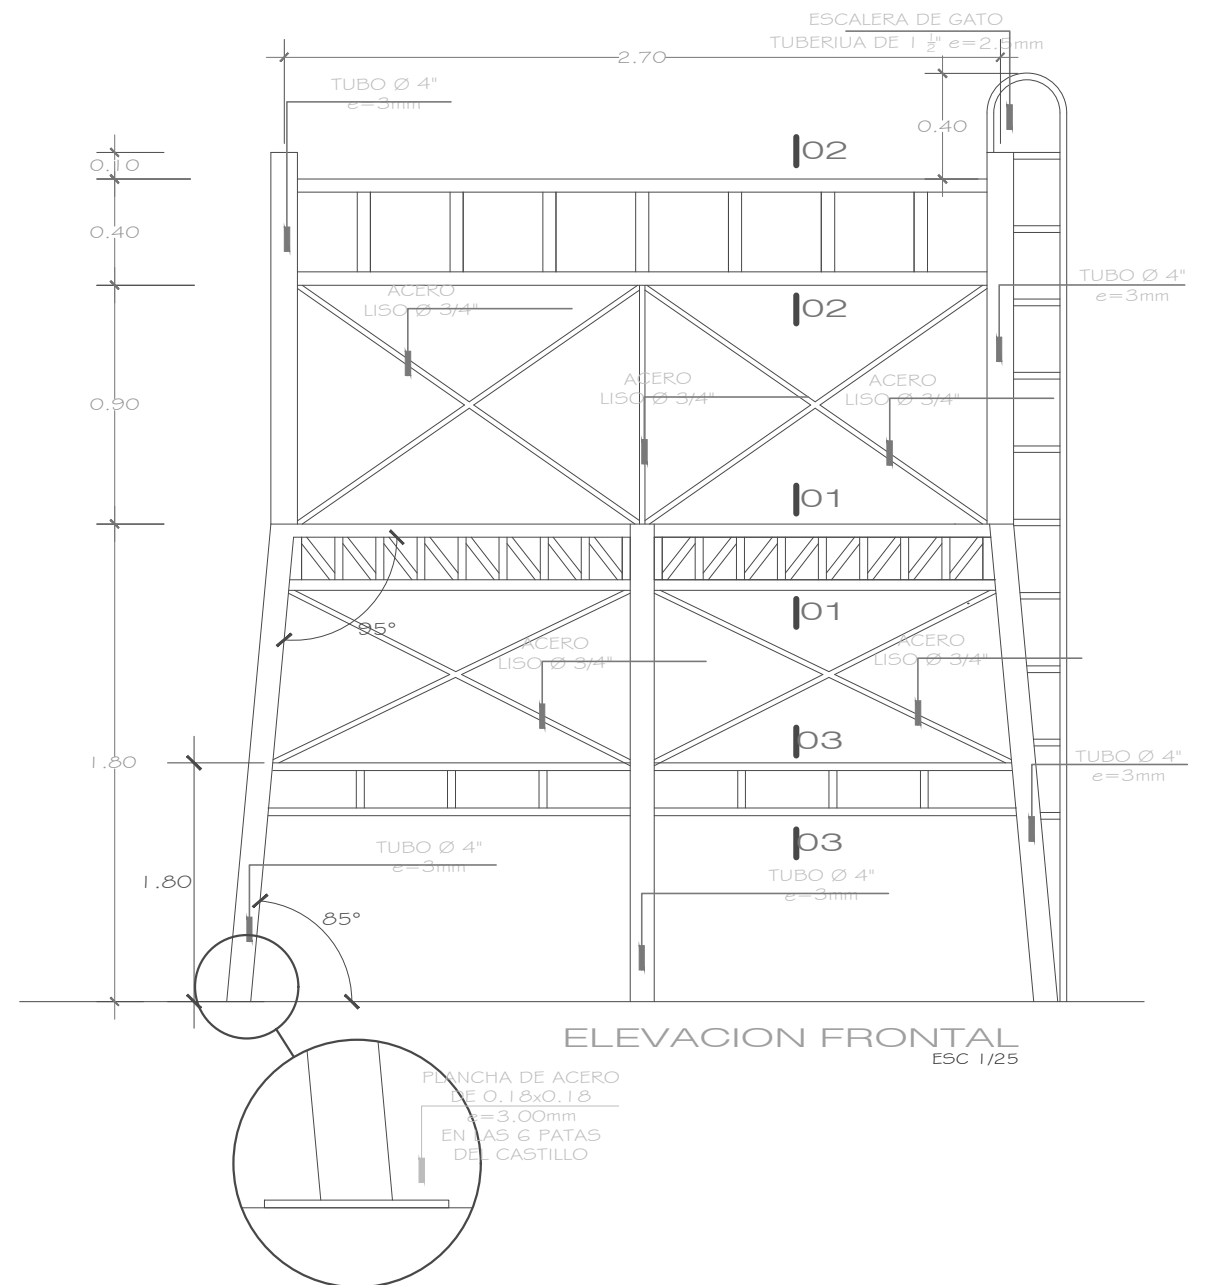 ESCALERA DE GATO
TUBERIUA DE 1 1/2" e=2.5mm
2.70
TUBO Ø 4"
e=3mm
0.40
02
0.10
0.40
TUBO Ø 4"
e=3mm
ACERO
LISO Ø 3/4"
02
ACERO
LISO Ø 3/4"
ACERO
LISO Ø 3/4"
0.90
01
01
95°
ACERO
LISO Ø 3/4"
ACERO
LISO Ø 3/4"
03
1.80
TUBO Ø 4"
e=3mm
03
TUBO Ø 4"
e=3mm
TUBO Ø 4"
e=3mm
1.80
85°
ELEVACION FRONTAL
ESC 1/25
PLANCHA DE ACERO
DE 0.18x0.18
e=3.00mm
EN LAS 6 PATAS
DEL CASTILLO